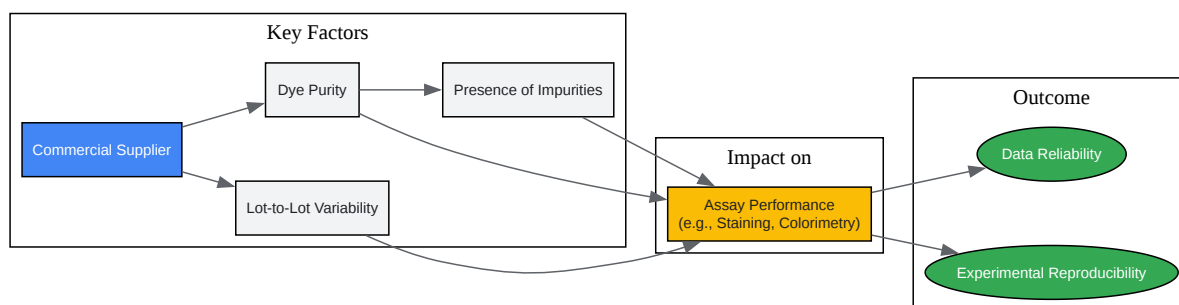 Key Factors
Commercial Supplier
Dye Purity
Presence of Impurities
Lot-to-Lot Variability
Impact on
Assay Performance
(e.g., Staining, Colorimetry)
Outcome
Data Reliability
Experimental Reproducibility